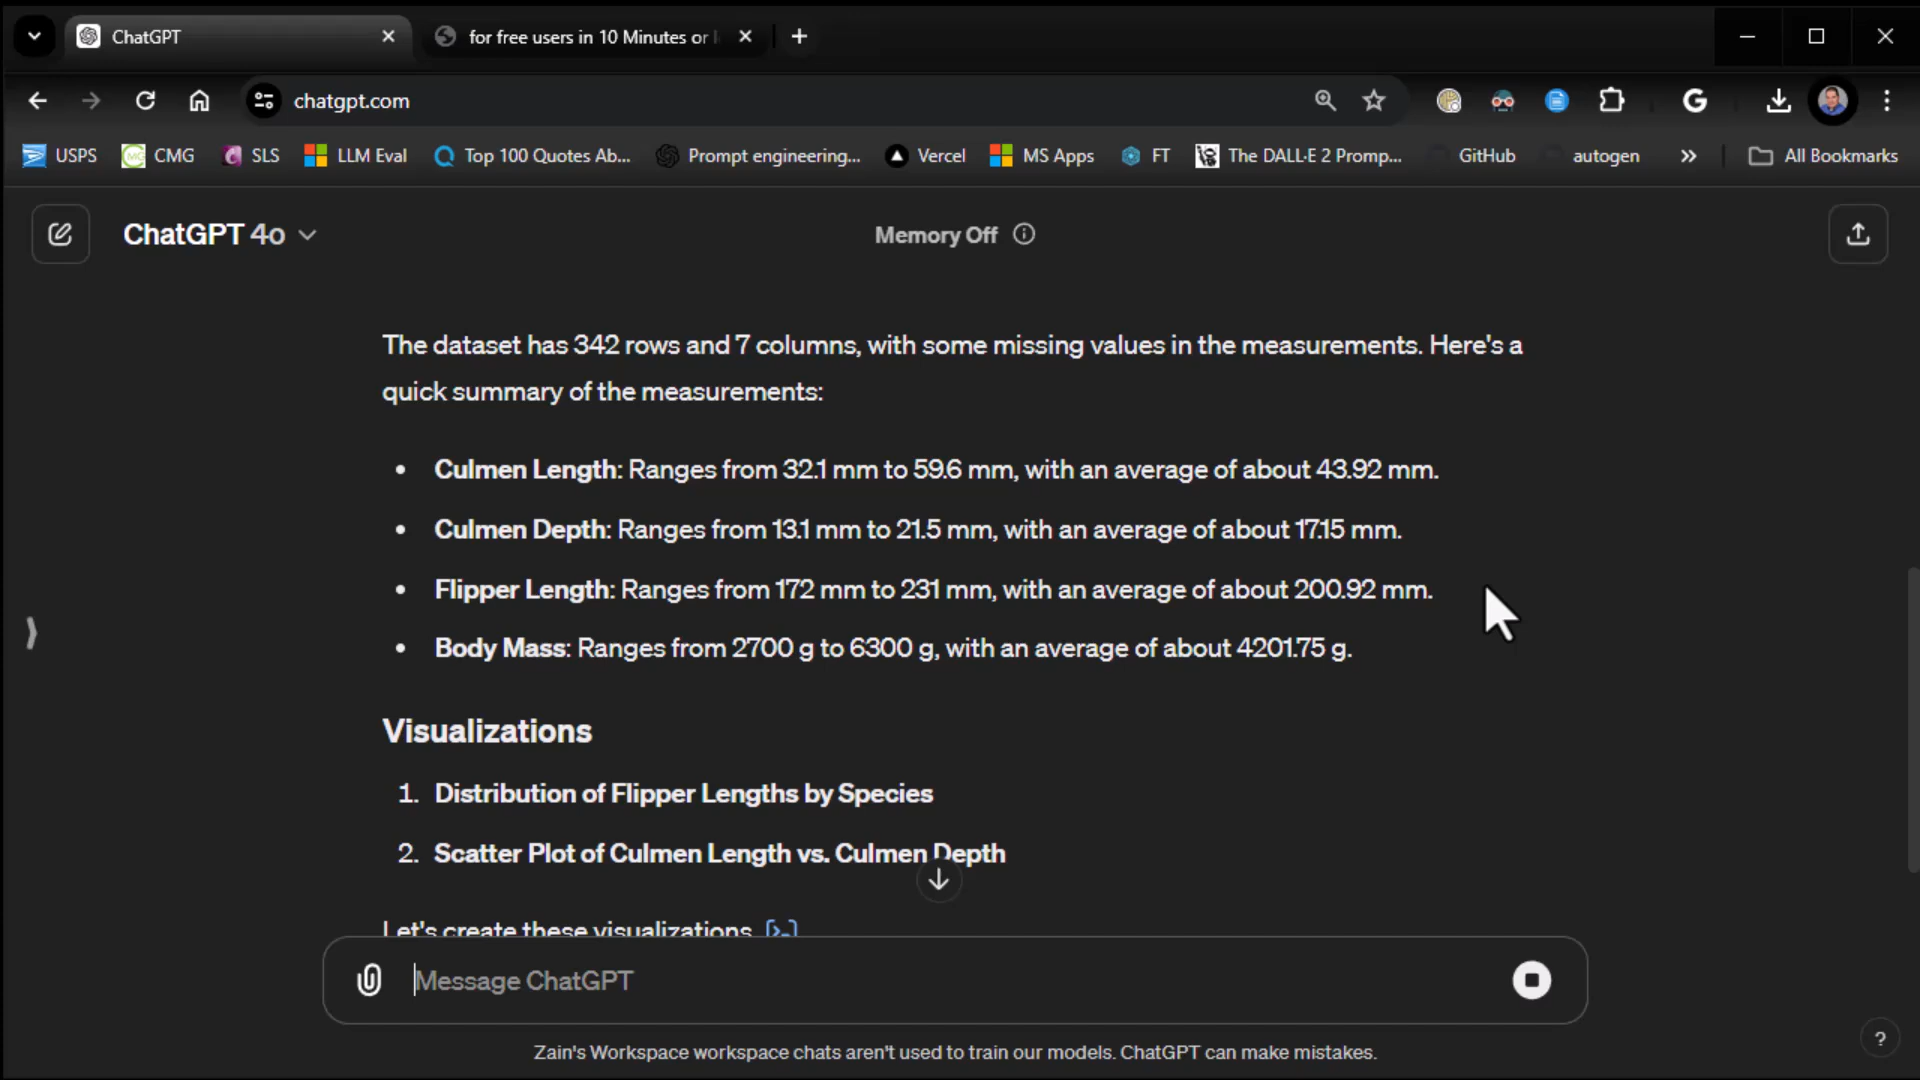 ChatGPT
for free users in 10 Minutes or l
chatgpt.com
USPS CMG SLS LLM Eval Top 100 Quotes Ab... Prompt engineering... Vercel MS Apps FT The DALL·E 2 Promp... GitHub autogen » All Bookmarks
ChatGPT 4o
Memory Off
The dataset has 342 rows and 7 columns, with some missing values in the measurements. Here's a
quick summary of the measurements:
• Culmen Length: Ranges from 32.1 mm to 59.6 mm, with an average of about 43.92 mm.
• Culmen Depth: Ranges from 13.1 mm to 21.5 mm, with an average of about 17.15 mm.
• Flipper Length: Ranges from 172 mm to 231 mm, with an average of about 200.92 mm.
• Body Mass: Ranges from 2700 g to 6300 g, with an average of about 4201.75 g.
Visualizations
1. Distribution of Flipper Lengths by Species
2. Scatter Plot of Culmen Length vs. Culmen Depth
Let's create these visualizations. [>-]
Message ChatGPT
Zain's Workspace workspace chats aren't used to train our models. ChatGPT can make mistakes.
?